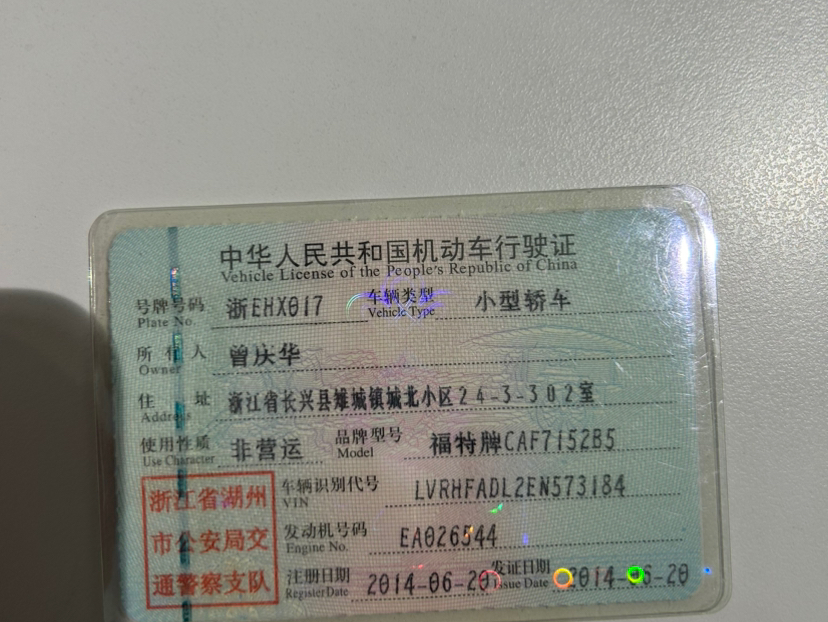 中华人民共和国机动车行驶证
Vehicle License of the People's Republic of China
号牌号码 浙EHX017 车辆类型 小型轿车
Plate No. Vehicle Type
所有人 曾庆华
Owner
住址 浙江省长兴县雉城镇城北小区24-3-302室
Address
使用性质 非营运 品牌型号 福特牌CAF7152B5
Use Character Model
浙江省湖州 车辆识别代号 LVRHFADL2EN573184
VIN
市公安局交 发动机号码 EA026544
Engine No.
通警察支队 注册日期 2014-06-20 发证日期 2014-06-20
Register Date Issue Date